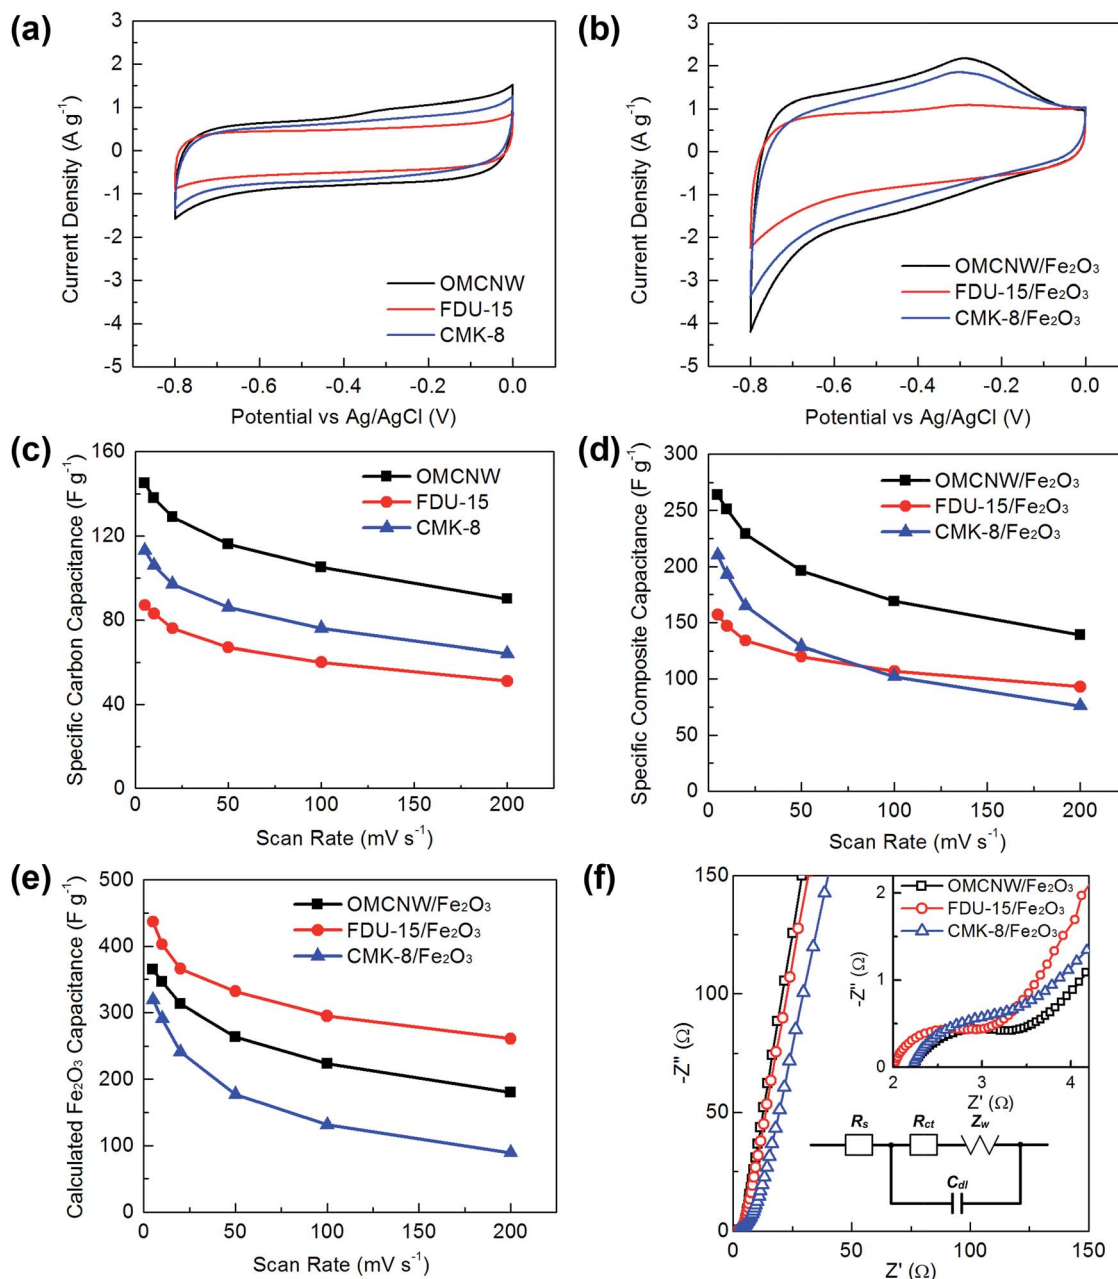 (a)
3
2
1
0
-1
-2
-3
-4
-5
Current Density (A g⁻¹)
OMCNW
FDU-15
CMK-8
-0.8 -0.6 -0.4 -0.2 0.0
Potential vs Ag/AgCl (V)
(b)
3
2
1
0
-1
-2
-3
-4
-5
Current Density (A g⁻¹)
OMCNW/Fe₂O₃
FDU-15/Fe₂O₃
CMK-8/Fe₂O₃
-0.8 -0.6 -0.4 -0.2 0.0
Potential vs Ag/AgCl (V)
(c)
160
120
80
40
0
Specific Carbon Capacitance (F g⁻¹)
OMCNW
FDU-15
CMK-8
0 50 100 150 200
Scan Rate (mV s⁻¹)
(d)
300
250
200
150
100
50
0
Specific Composite Capacitance (F g⁻¹)
OMCNW/Fe₂O₃
FDU-15/Fe₂O₃
CMK-8/Fe₂O₃
0 50 100 150 200
Scan Rate (mV s⁻¹)
(e)
500
400
300
200
100
0
Calculated Fe₂O₃ Capacitance (F g⁻¹)
OMCNW/Fe₂O₃
FDU-15/Fe₂O₃
CMK-8/Fe₂O₃
0 50 100 150 200
Scan Rate (mV s⁻¹)
(f)
150
100
50
0
-Z" (Ω)
2
1
0
-Z" (Ω)
OMCNW/Fe₂O₃
FDU-15/Fe₂O₃
CMK-8/Fe₂O₃
2 3 4
Z' (Ω)
Rs Rct Zw
Cdl
0 50 100 150
Z' (Ω)